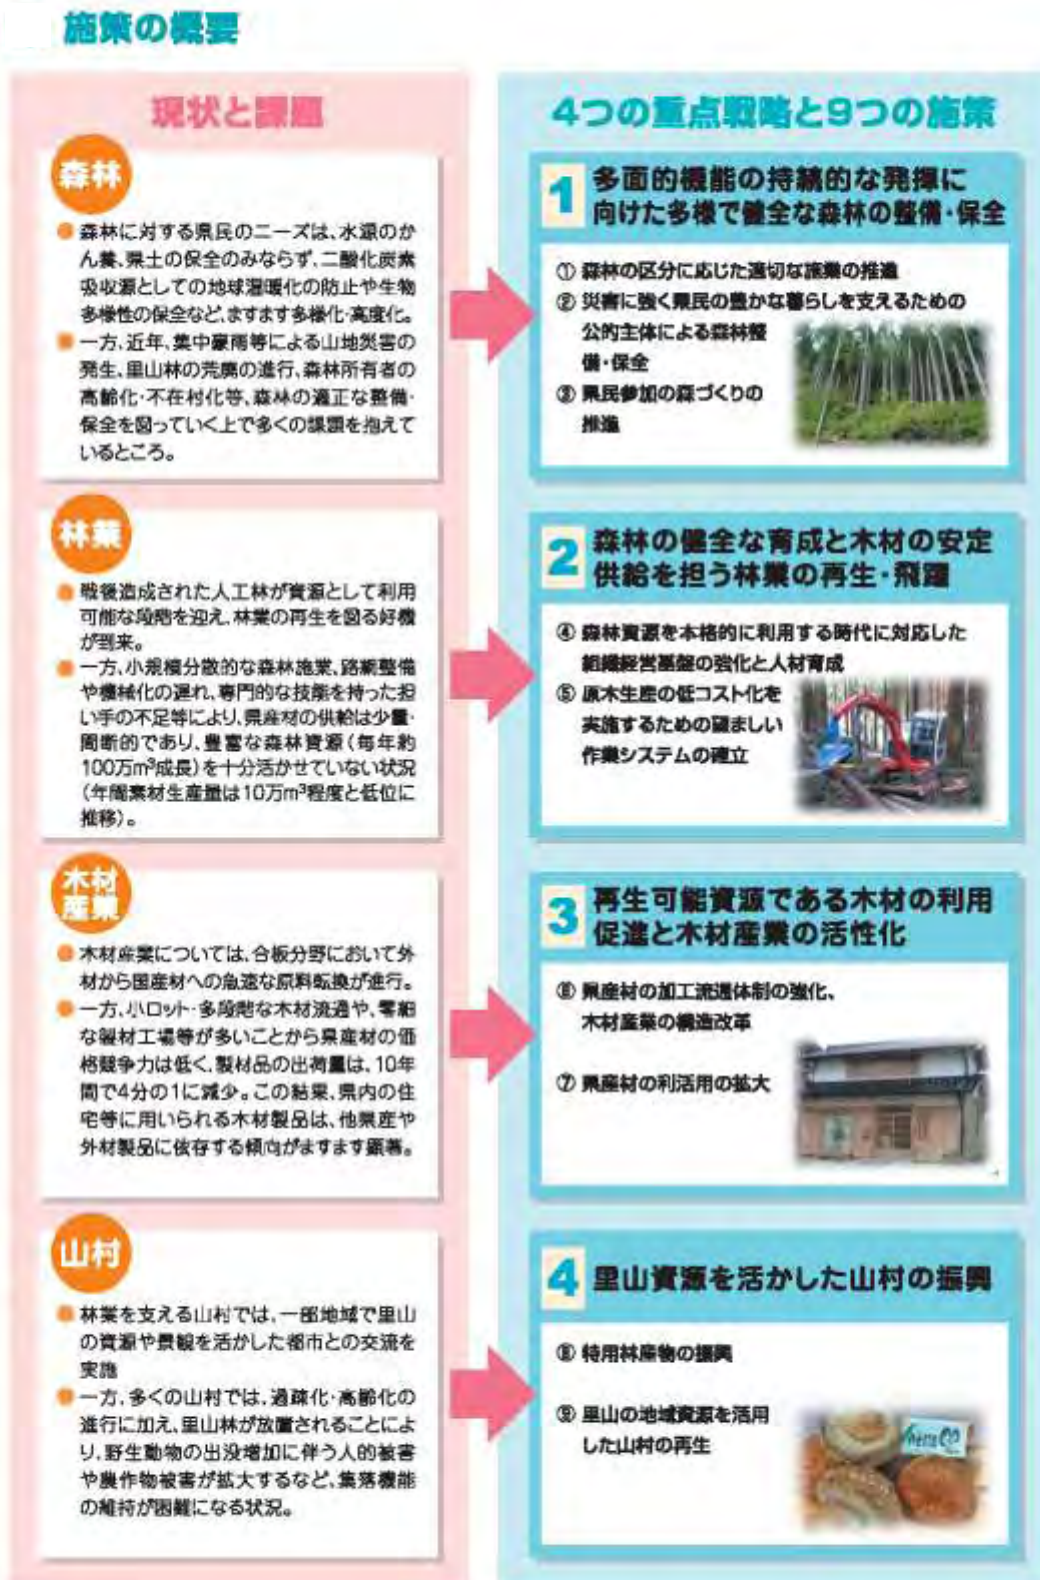 施策の概要
現状と課題
森林
● 森林に対する県民のニーズは、水源のか
ん養、県土の保全のみならず、二酸化炭素
吸収源としての地球温暖化の防止や生物
多様性の保全など、ますます多様化・高度化。
● 一方、近年、集中豪雨等による山地災害の
発生、里山林の荒廃の進行、森林所有者の
高齢化・不在村化等、森林の適正な整備・
保全を図っていく上で多くの課題を抱えて
いるところ。
林業
● 戦後造成された人工林が資源として利用
可能な段階を迎え、林業の再生を図る好機
が到来。
● 一方、小規模分散的な森林施業、路網整備
や機械化の遅れ、専門的な技能を持った担
い手の不足等により、県産材の供給は少量・
間断的であり、豊富な森林資源(毎年約
100万m³成長)を十分活かせていない状況
(年間素材生産量は10万m³程度と低位に
推移)。
木材
産業
● 木材産業については、合板分野において外
材から国産材への急速な原料転換が進行。
● 一方、小ロット・多段階な木材流通や、零細
な製材工場等が多いことから県産材の価
格競争力は低く、製材品の出荷量は、10年
間で4分の1に減少。この結果、県内の住
宅等に用いられる木材製品は、他県産や
外材製品に依存する傾向がますます顕著。
山村
● 林業を支える山村では、一部地域で里山
の資源や景観を活かした都市との交流を
実施
● 一方、多くの山村では、過疎化・高齢化の
進行に加え、里山林が放置されることによ
り、野生動物の出没増加に伴う人的被害
や農作物被害が拡大するなど、集落機能
の維持が困難になる状況。
4つの重点戦略と9つの施策
1 多面的機能の持続的な発揮に
向けた多様で健全な森林の整備・保全
① 森林の区分に応じた適切な施業の推進
② 災害に強く県民の豊かな暮らしを支えるための
公的主体による森林整
備・保全
③ 県民参加の森づくりの
推進
2 森林の健全な育成と木材の安定
供給を担う林業の再生・飛躍
④ 森林資源を本格的に利用する時代に対応した
組織経営基盤の強化と人材育成
⑤ 原木生産の低コスト化を
実施するための望ましい
作業システムの確立
3 再生可能資源である木材の利用
促進と木材産業の活性化
⑥ 県産材の加工流通体制の強化、
木材産業の構造改革
⑦ 県産材の利活用の拡大
4 里山資源を活かした山村の振興
⑧ 特用林産物の振興
⑨ 里山の地域資源を活用
した山村の再生